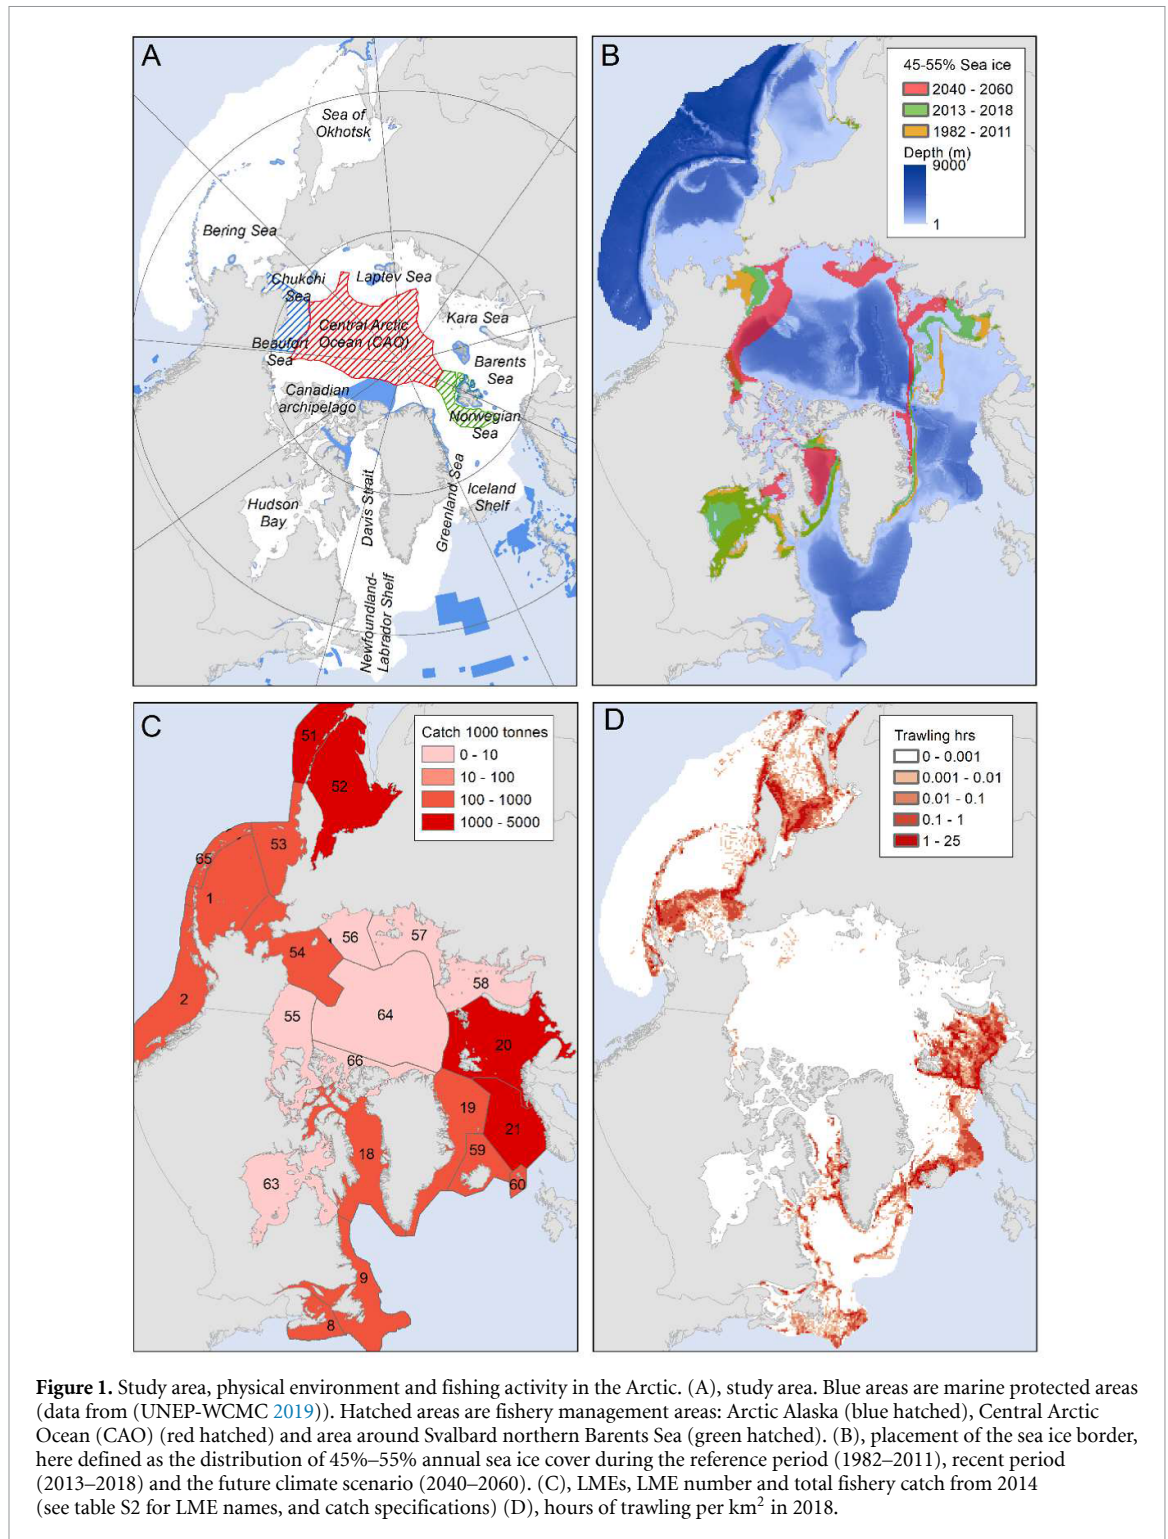 A
Sea of
Okhotsk
Bering Sea
Chukchi
Sea
Laptev Sea
Kara Sea
Central Arctic
Ocean (CAO)
Beaufort
Sea
Barents
Sea
Canadian
archipelago
Norwegian
Sea
Hudson
Bay
Davis Strait
Greenland Sea
Iceland
Shelf
Newfoundland-
Labrador Shelf
B
45-55% Sea ice
2040 - 2060
2013 - 2018
1982 - 2011
Depth (m)
9000
1
C
Catch 1000 tonnes
0 - 10
10 - 100
100 - 1000
1000 - 5000
51
52
53
65
1
54
56
57
2
58
55
64
20
66
19
21
18
59
63
60
9
8
D
Trawling hrs
0 - 0.001
0.001 - 0.01
0.01 - 0.1
0.1 - 1
1 - 25
Figure 1. Study area, physical environment and fishing activity in the Arctic. (A), study area. Blue areas are marine protected areas
(data from (UNEP-WCMC 2019)). Hatched areas are fishery management areas: Arctic Alaska (blue hatched), Central Arctic
Ocean (CAO) (red hatched) and area around Svalbard northern Barents Sea (green hatched). (B), placement of the sea ice border,
here defined as the distribution of 45%–55% annual sea ice cover during the reference period (1982–2011), recent period
(2013–2018) and the future climate scenario (2040–2060). (C), LMEs, LME number and total fishery catch from 2014
(see table S2 for LME names, and catch specifications) (D), hours of trawling per km² in 2018.